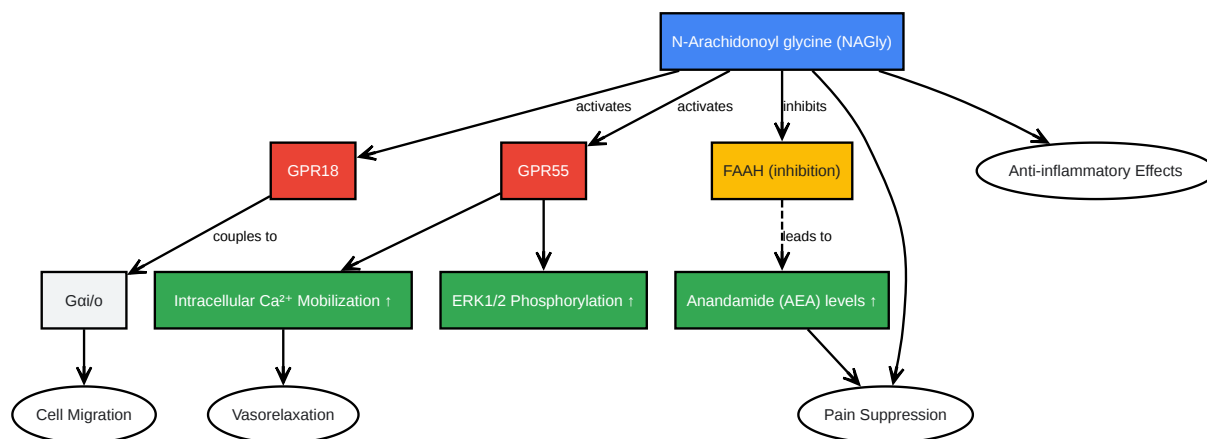 N-Arachidonoyl glycine (NAGly)
activates
activates
inhibits
GPR18
GPR55
FAAH (inhibition)
Anti-inflammatory Effects
couples to
leads to
Gαi/o
Intracellular Ca²⁺ Mobilization ↑
ERK1/2 Phosphorylation ↑
Anandamide (AEA) levels ↑
Cell Migration
Vasorelaxation
Pain Suppression